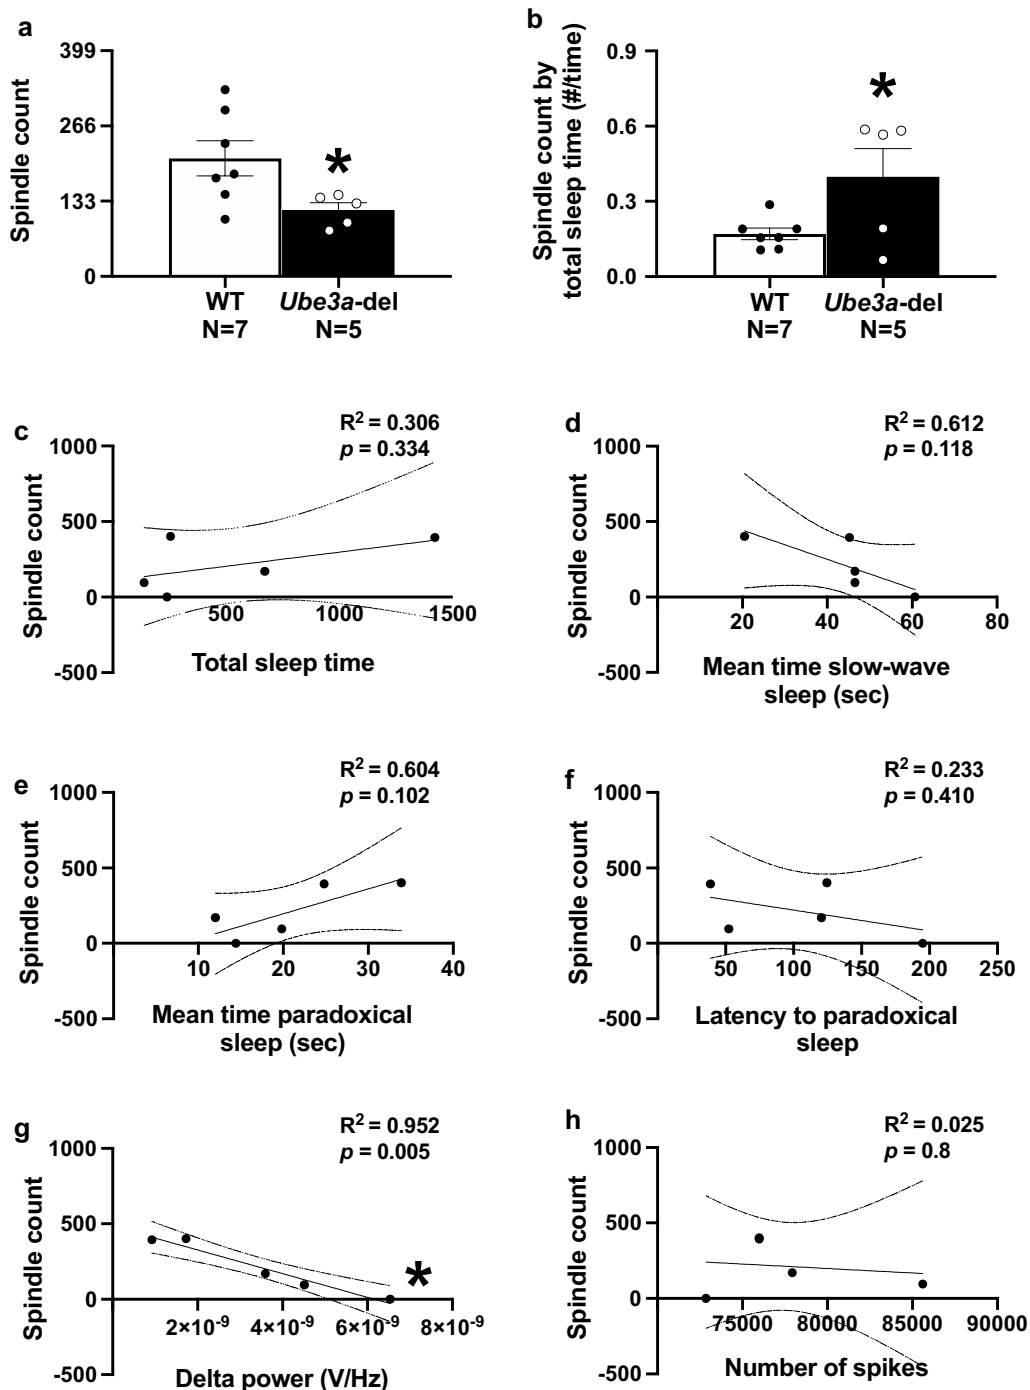 a
399
266
133
0
Spindle count
*
WT
N=7
Ube3a-del
N=5
b
0.9
0.6
0.3
0.0
Spindle count by
total sleep time (#/time)
*
WT
N=7
Ube3a-del
N=5
c
R² = 0.306
p = 0.334
1000
500
0
-500
Spindle count
500
1000
1500
Total sleep time
d
R² = 0.612
p = 0.118
1000
500
0
-500
Spindle count
20
40
60
80
Mean time slow-wave
sleep (sec)
e
R² = 0.604
p = 0.102
1000
500
0
-500
Spindle count
10
20
30
40
Mean time paradoxical
sleep (sec)
f
R² = 0.233
p = 0.410
1000
500
0
-500
Spindle count
50
100
150
200
250
Latency to paradoxical
sleep
g
R² = 0.952
p = 0.005
1000
500
0
-500
Spindle count
*
2×10⁻⁹
4×10⁻⁹
6×10⁻⁹
8×10⁻⁹
Delta power (V/Hz)
h
R² = 0.025
p = 0.8
1000
500
0
-500
Spindle count
75000
80000
85000
90000
Number of spikes